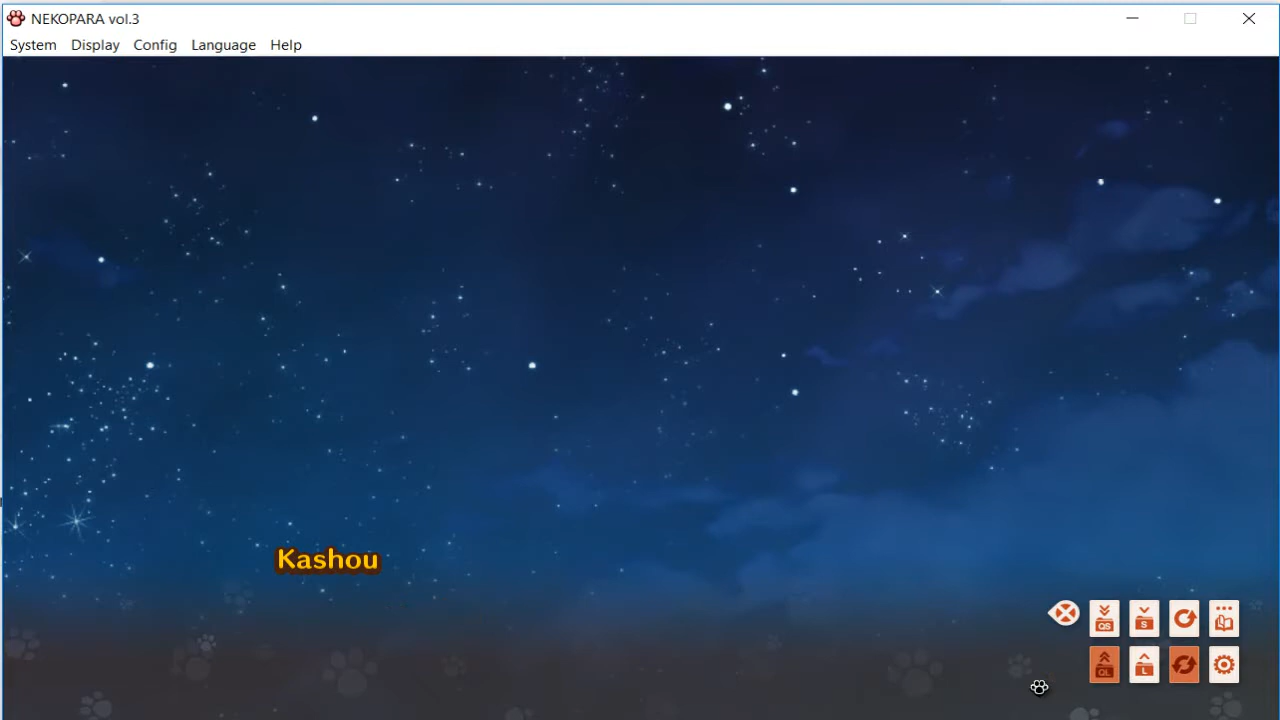 NEKOPARA vol.3
System Display Config Language Help
Kashou
QS S
QL L